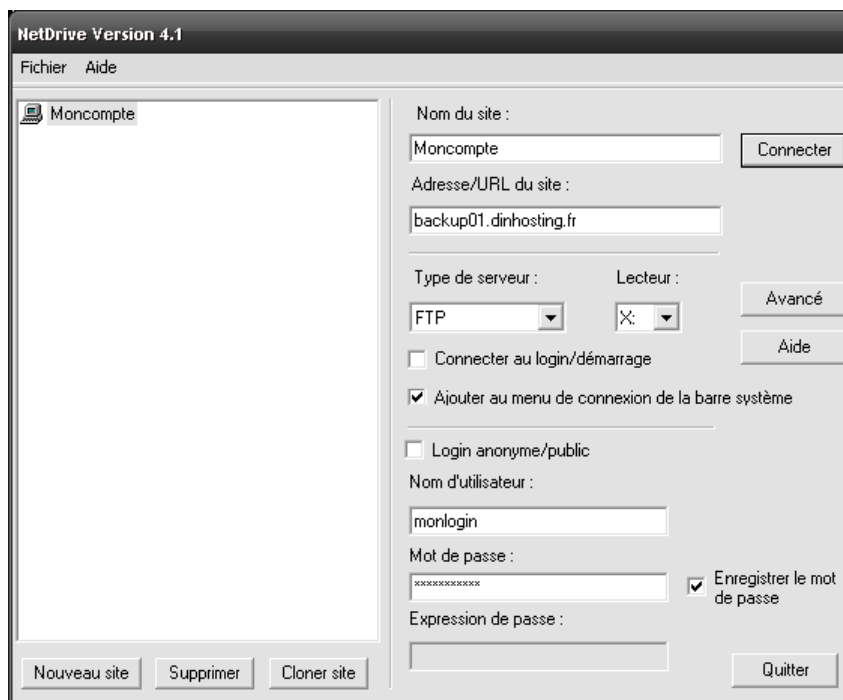 NetDrive Version 4.1
Fichier Aide
Moncompte
Nom du site :
Moncompte
Connecter
Adresse/URL du site :
backup01.dinhosting.fr
Type de serveur :
Lecteur :
FTP
X:
Avancé
Aide
Connecter au login/démarrage
Ajouter au menu de connexion de la barre système
Login anonyme/public
Nom d'utilisateur :
monlogin
Mot de passe :
***********
Enregistrer le mot
de passe
Expression de passe :
Nouveau site
Supprimer
Cloner site
Quitter